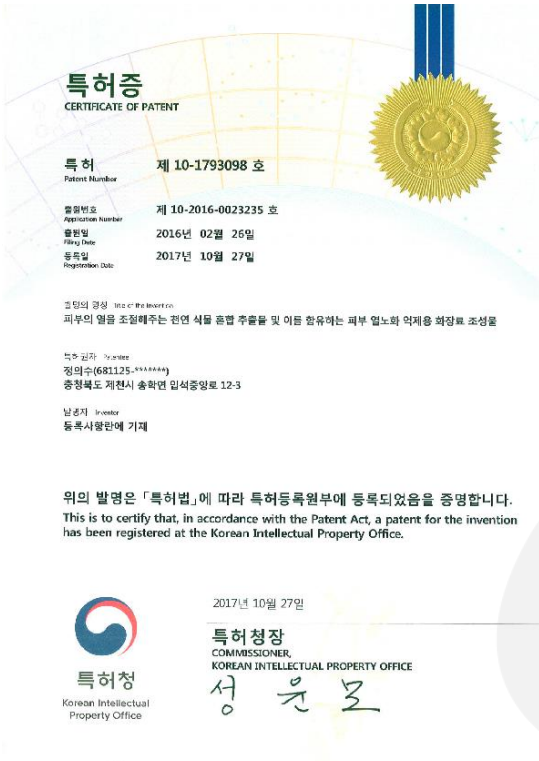 특허증
CERTIFICATE OF PATENT
특허 제 10-1793098 호
Patent Number
출원번호 제 10-2016-0023235 호
Application Number
출원일 2016년 02월 26일
Filing Date
등록일 2017년 10월 27일
Registration Date
발명의 명칭 Title of the Invention
피부의 열을 조절해주는 천연 식물 혼합 추출물 및 이를 함유하는 피부 열노화 억제용 화장료 조성물
특허권자 Patentee
정의수(681125-*******)
충청북도 제천시 송학면 입석중앙로 12-3
발명자 Inventor
등록사항란에 기재
위의 발명은 「특허법」에 따라 특허등록원부에 등록되었음을 증명합니다.
This is to certify that, in accordance with the Patent Act, a patent for the invention
has been registered at the Korean Intellectual Property Office.
2017년 10월 27일
특허청장
COMMISSIONER,
KOREAN INTELLECTUAL PROPERTY OFFICE
성윤모
특허청
Korean Intellectual
Property Office